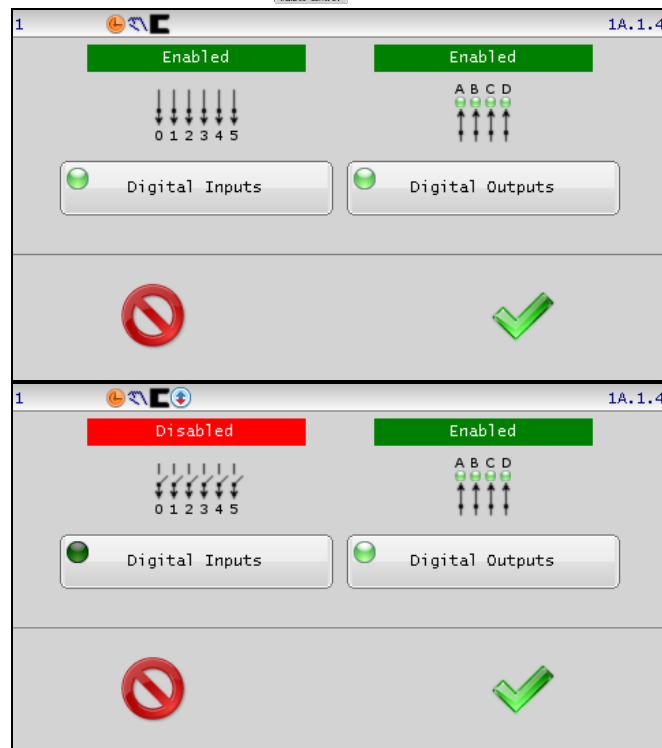 1 1A.1.4
Enabled Enabled
A B C D
0 1 2 3 4 5
Digital Inputs Digital Outputs
1 1A.1.4
Disabled Enabled
A B C D
0 1 2 3 4 5
Digital Inputs Digital Outputs